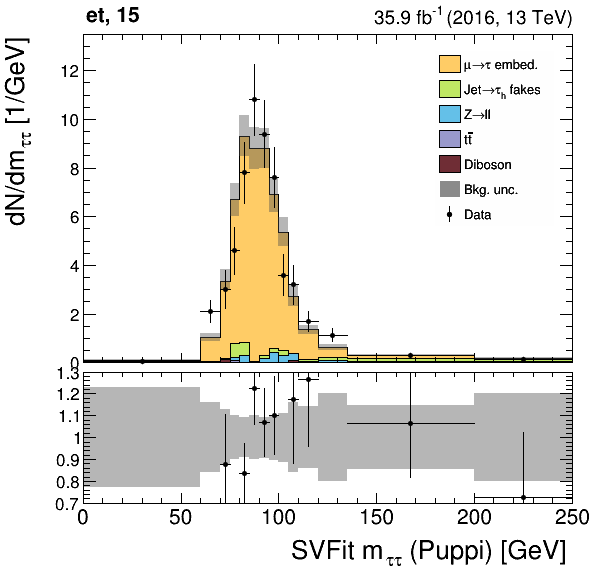 et, 15
35.9 fb⁻¹ (2016, 13 TeV)
dN/dm_ττ [1/GeV]
12
10
8
6
4
2
0
μ→τ embed.
Jet→τ_h fakes
Z→ll
tt̄
Diboson
Bkg. unc.
Data
1.3
1.2
1.1
1
0.9
0.8
0.7
0 50 100 150 200 250
SVFit m_ττ (Puppi) [GeV]